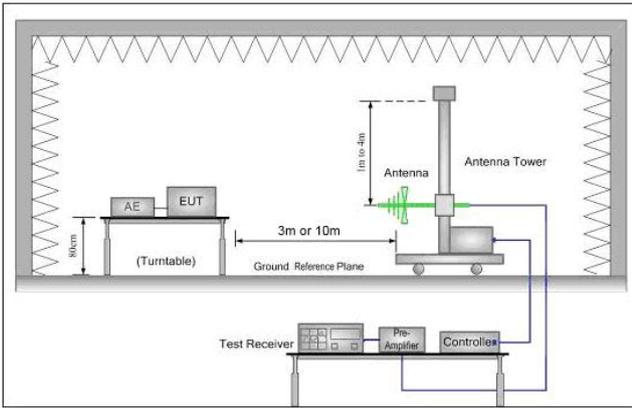 1m to 4m
Antenna
Antenna Tower
AE
EUT
80cm
(Turntable)
3m or 10m
Ground Reference Plane
Test Receiver
Pre-
Amplifier
Controller